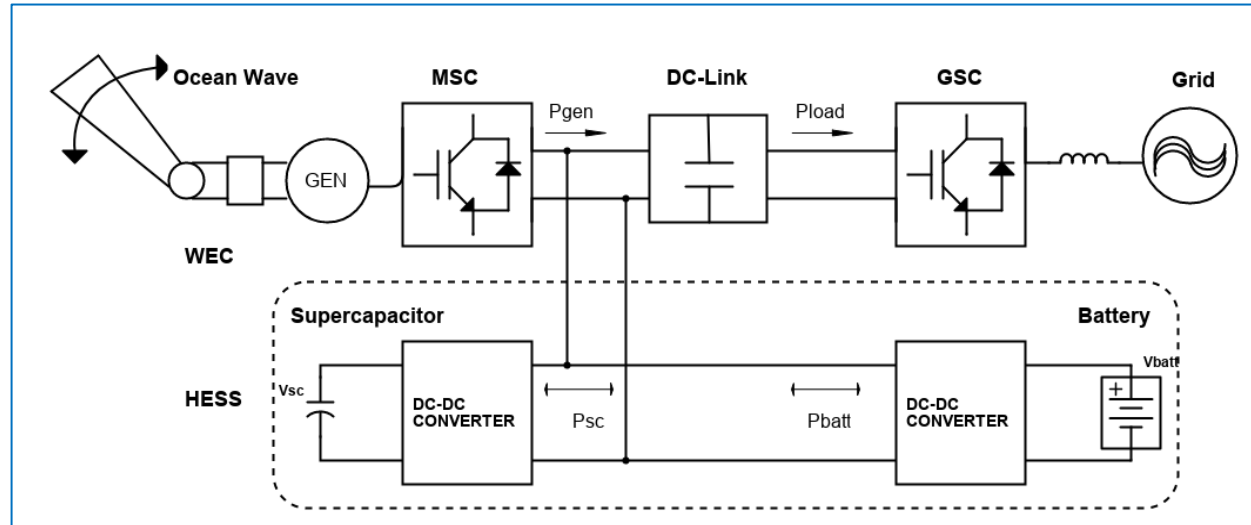 Ocean Wave
MSC
DC-Link
GSC
Grid
Pgen
Pload
GEN
WEC
Supercapacitor
Battery
HESS
Vsc
Vbatt
DC-DC
CONVERTER
Psc
Pbatt
DC-DC
CONVERTER
+